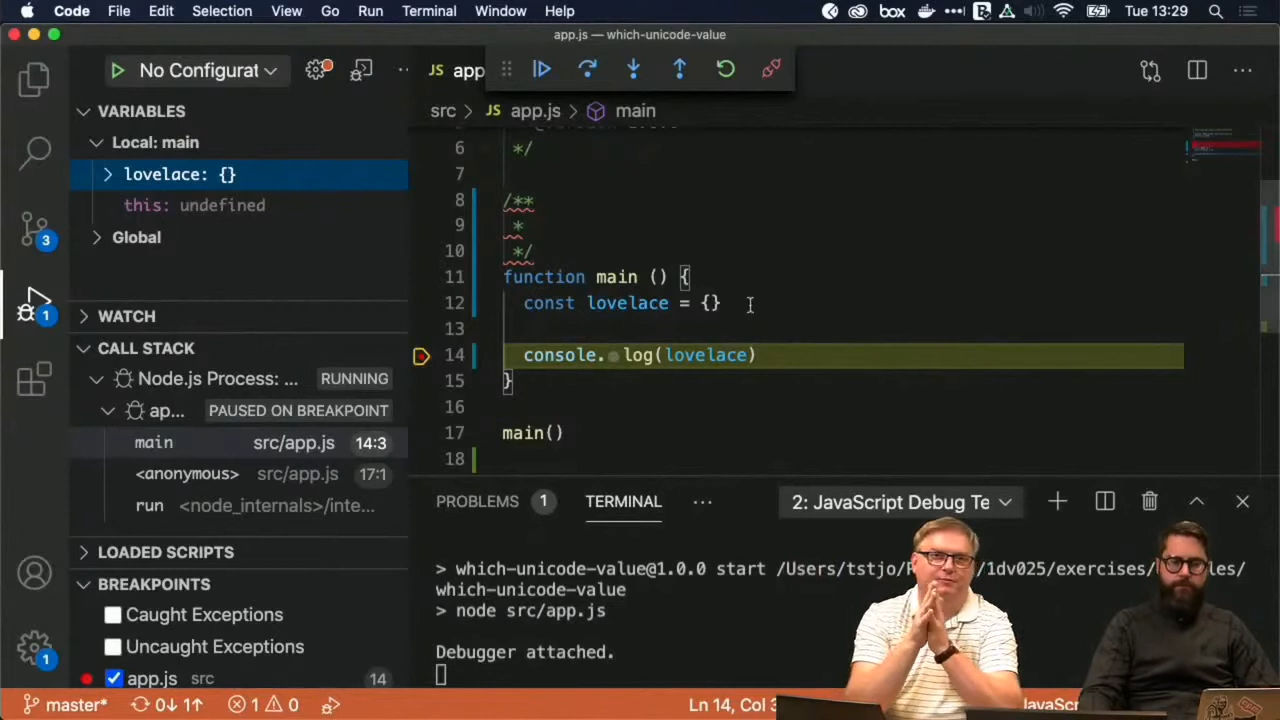 Code File Edit Selection View Go Run Terminal Window Help box Tue 13:29
app.js — which-unicode-value
No Configurat
JS app
VARIABLES
src > JS app.js > main
Local: main
lovelace: {}
this: undefined
Global
WATCH
CALL STACK
Node.js Process: ... RUNNING
ap... PAUSED ON BREAKPOINT
main src/app.js 14:3
<anonymous> src/app.js 17:1
run <node_internals>/inte...
LOADED SCRIPTS
BREAKPOINTS
Caught Exceptions
Uncaught Exceptions
app.js src 14
3
1
1
6 */
7
8 /**
9 *
10 */
11 function main () {
12 const lovelace = {}
13
14 console. log(lovelace)
15 }
16
17 main()
18
PROBLEMS 1 TERMINAL ... 2: JavaScript Debug Te
> which-unicode-value@1.0.0 start /Users/tstjo/ /1dv025/exercises/ les/
which-unicode-value
> node src/app.js
Debugger attached.
master* 0↓ 1↑ 1 0 Ln 14, Col 3 JavaScript